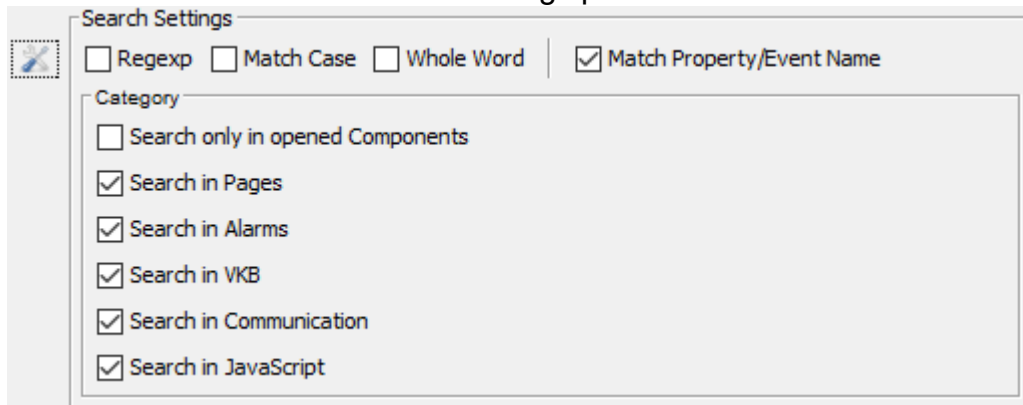 Search Settings
Regexp Match Case Whole Word Match Property/Event Name
Category
Search only in opened Components
Search in Pages
Search in Alarms
Search in VKB
Search in Communication
Search in JavaScript